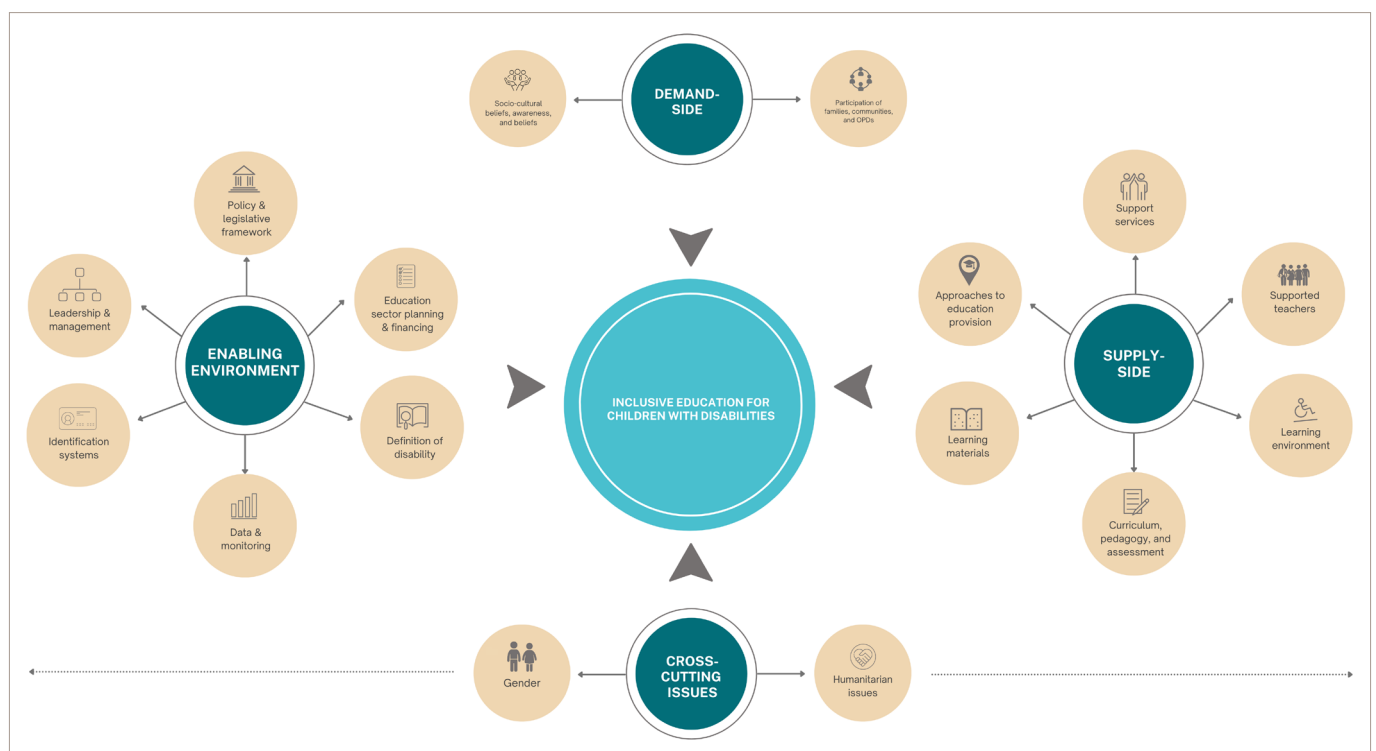 DEMAND-
SIDE
Socio-cultural
beliefs, awareness,
and beliefs
Participation of
families, communities,
and OPDs
ENABLING
ENVIRONMENT
Policy &
legislative
framework
Education
sector planning
& financing
Definition of
disability
Data &
monitoring
Identification
systems
Leadership &
management
INCLUSIVE EDUCATION FOR
CHILDREN WITH DISABILITIES
SUPPLY-
SIDE
Support
services
Supported
teachers
Learning
environment
Curriculum,
pedagogy, and
assessment
Learning
materials
Approaches to
education
provision
CROSS-
CUTTING
ISSUES
Gender
Humanitarian
issues